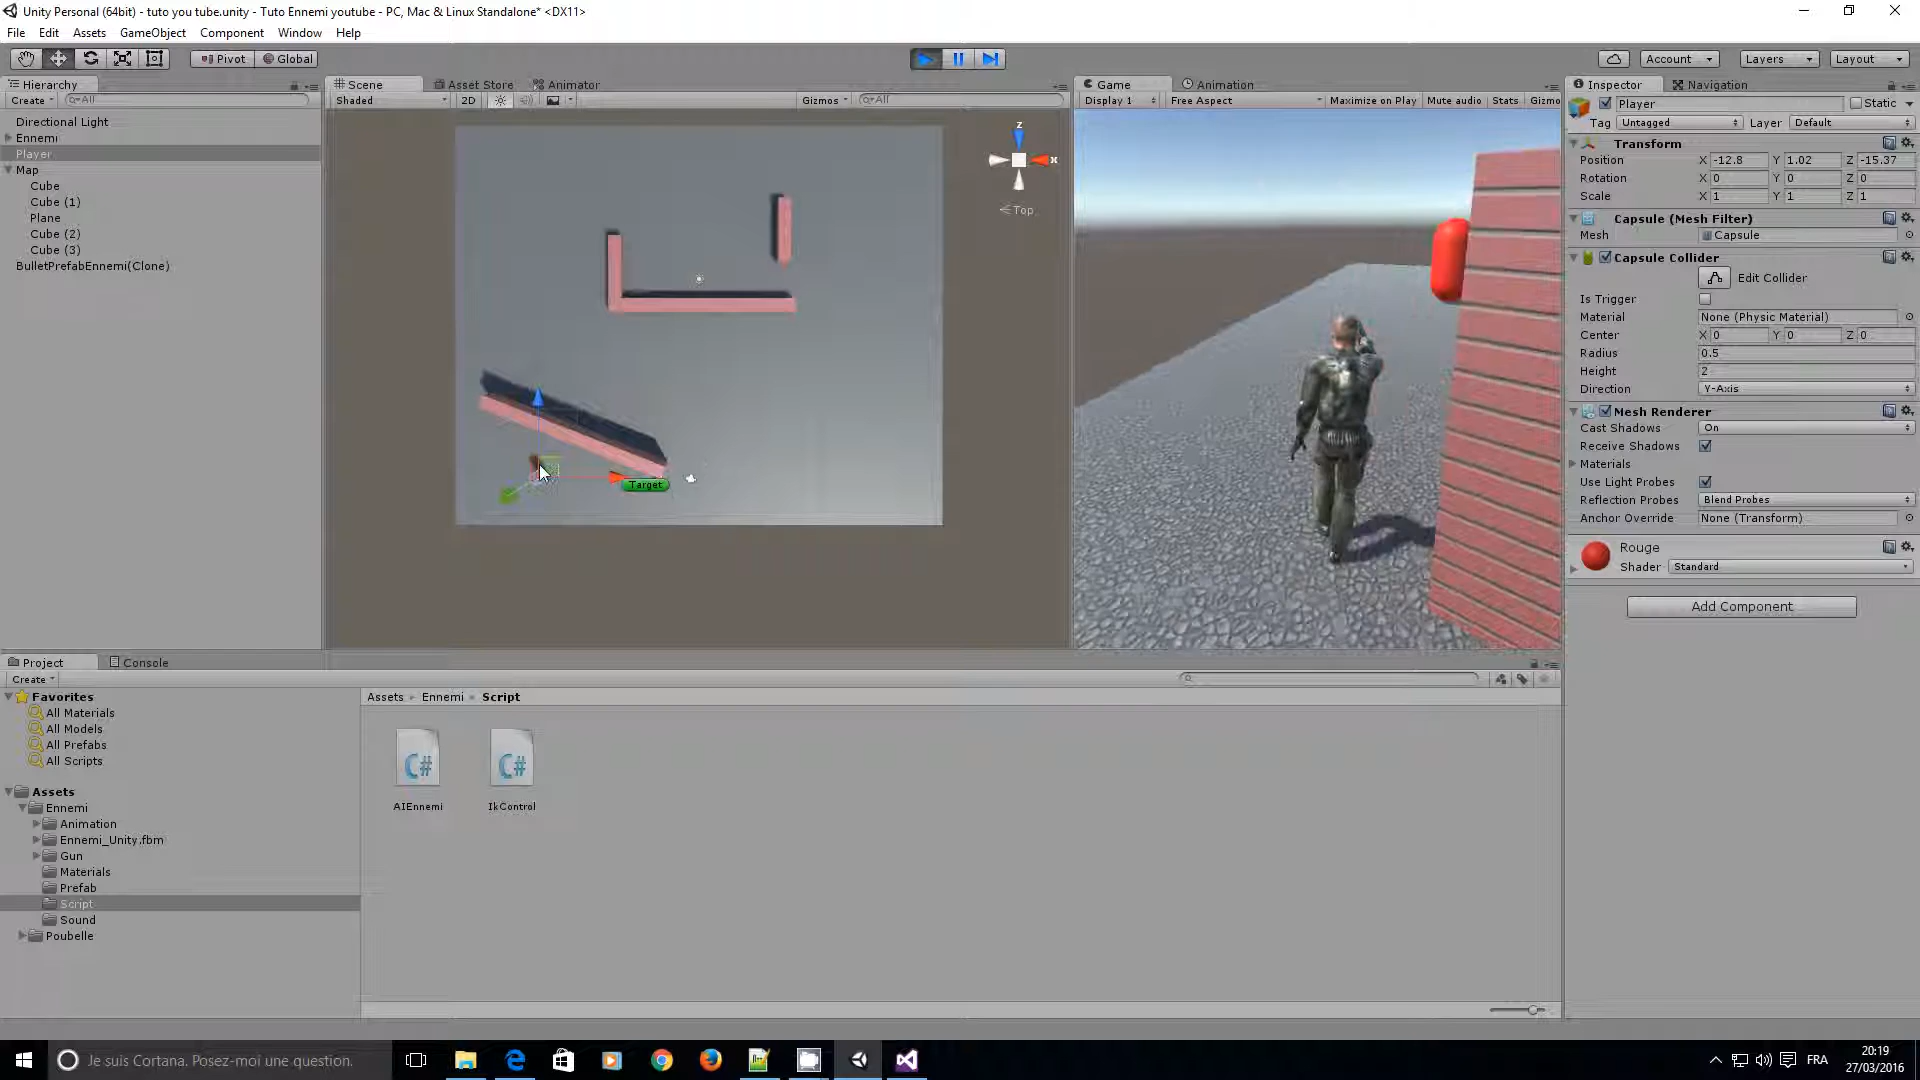 Unity Personal (64bit) - tuto you tube.unity - Tuto Ennemi youtube - PC, Mac & Linux Standalone* <DX11>
File Edit Assets GameObject Component Window Help
Pivot Global Account Layers Layout
Hierarchy Scene Asset Store Animator Game Animation Inspector Navigation
Create All Shaded 2D Gizmos All Display 1 Free Aspect Maximize on Play Mute audio Stats Gizmo
Player Static
Tag Untagged Layer Default
Directional Light
Ennemi
Player
Map
Cube
Cube (1)
Plane
Cube (2)
Cube (3)
BulletPrefabEnnemi(Clone)
z
x
Top
Target
Transform
Position X -12.8 Y 1.02 Z -15.37
Rotation X 0 Y 0 Z 0
Scale X 1 Y 1 Z 1
Capsule (Mesh Filter)
Mesh Capsule
Capsule Collider
Edit Collider
Is Trigger
Material None (Physic Material)
Center X 0 Y 0 Z 0
Radius 0.5
Height 2
Direction Y-Axis
Mesh Renderer
Cast Shadows On
Receive Shadows
Materials
Use Light Probes
Reflection Probes Blend Probes
Anchor Override None (Transform)
Rouge
Shader Standard
Add Component
Project Console
Create
Favorites
All Materials
All Models
All Prefabs
All Scripts
Assets
Ennemi
Animation
Ennemi_Unity.fbm
Gun
Materials
Prefab
Script
Sound
Poubelle
Assets Ennemi Script
C# C#
AIEnnemi IkControl
Je suis Cortana. Posez-moi une question.
FRA
20:19
27/03/2016